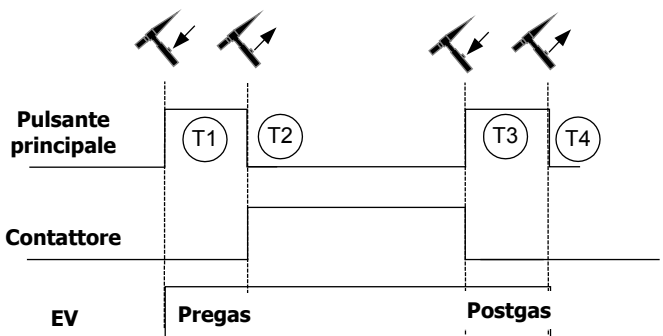 Pulsante
principale
T1
T2
T3
T4
Contattore
EV
Pregas
Postgas